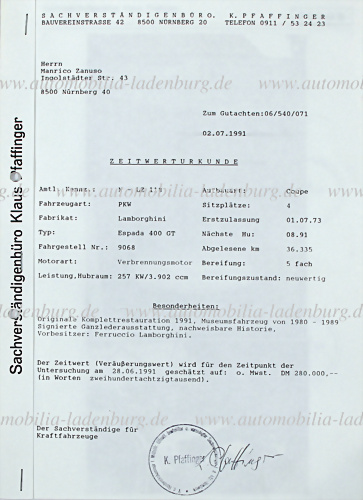 SACHVERSTÄNDIGENBÜRO. K.PFAFFINGER
BAUVEREINSTRASSE 42 8500 NÜRNBERG 20 TELEFON 0911 / 53 24 23
Herrn
Manrico Zanuso
Ingolstädter Str. 43
8500 Nürnberg 40
www.automobilia-ladenburg.de
Zum Gutachten:06/540/071
02.07.1991
ZEITWERTURKUNDE
Sachverständigenbüro Klaus Pfaffinger
Amtl. Kennz.: Aufbauart: Coupe
Fahrzeugart: PKW Sitzplätze: 4
Fabrikat: Lamborghini Erstzulassung 01.07.73
Typ: Espada 400 GT Nächste Hu: 08.91
Fahrgestell Nr.: 9068 Abgelesene km 36.335
Motorart: Verbrennungsmotor Bereifung: 5 fach
Leistung,Hubraum: 257 KW/3.902 ccm Bereifungszustand: neuwertig
Besonderheiten:
Originale Komplettrestauration 1991, Museumsfahrzeug von 1980 - 1989
Signierte Ganzlederausstattung, nachweisbare Historie.
Vorbesitzer: Ferruccio Lamborghini.
Der Zeitwert (Veräußerungswert) wird für den Zeitpunkt der
Untersuchung am 28.06.1991 geschätzt auf: o. Mwst. DM 280.000,--
(in Worten zweihundertachtzigtausend).
www.automobilia-ladenburg.de
Der Sachverständige für
Kraftfahrzeuge
K. Pfaffinger